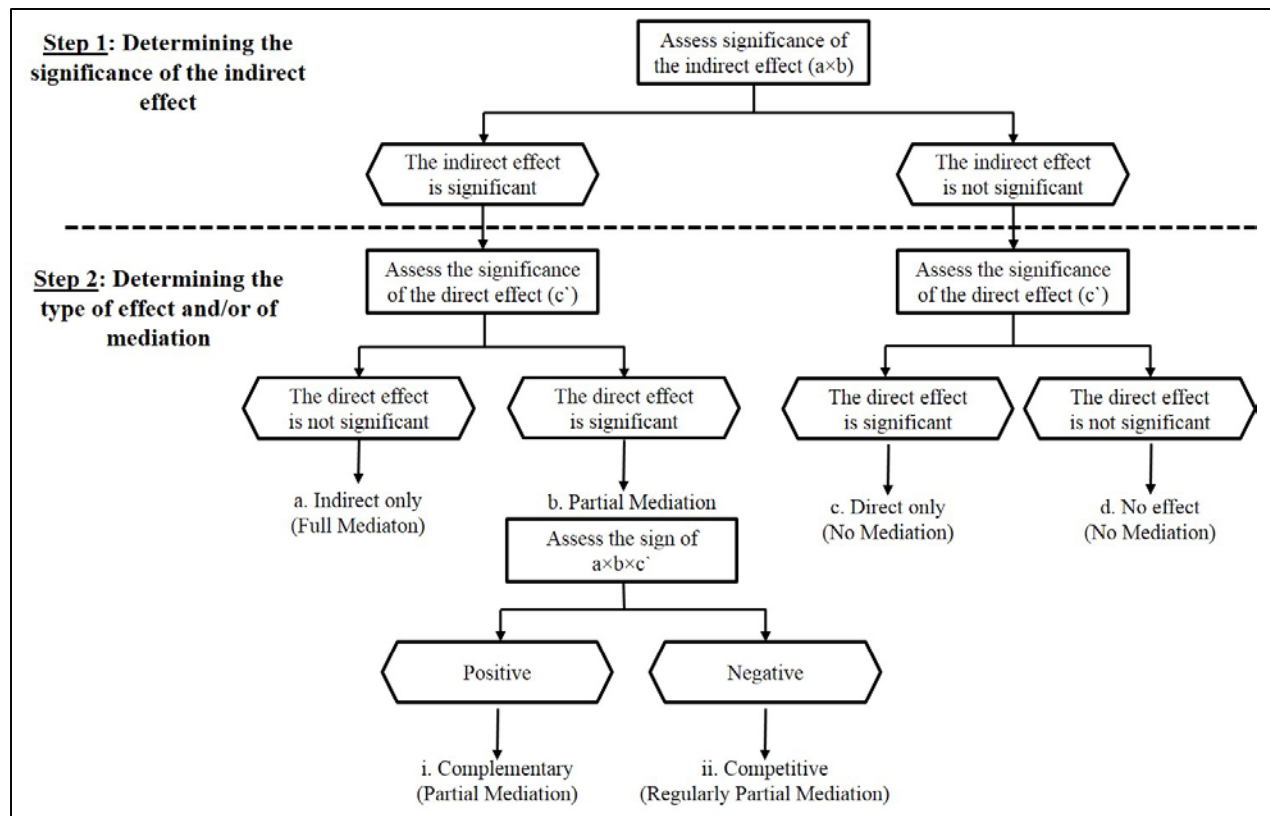 Step 1: Determining the
significance of the indirect
effect
Assess significance of
the indirect effect (a×b)
The indirect effect
is significant
The indirect effect
is not significant
Step 2: Determining the
type of effect and/or of
mediation
Assess the significance
of the direct effect (c`)
Assess the significance
of the direct effect (c`)
The direct effect
is not significant
The direct effect
is significant
The direct effect
is significant
The direct effect
is not significant
a. Indirect only
(Full Mediaton)
b. Partial Mediation
c. Direct only
(No Mediation)
d. No effect
(No Mediation)
Assess the sign of
a×b×c`
Positive
Negative
i. Complementary
(Partial Mediation)
ii. Competitive
(Regularly Partial Mediation)